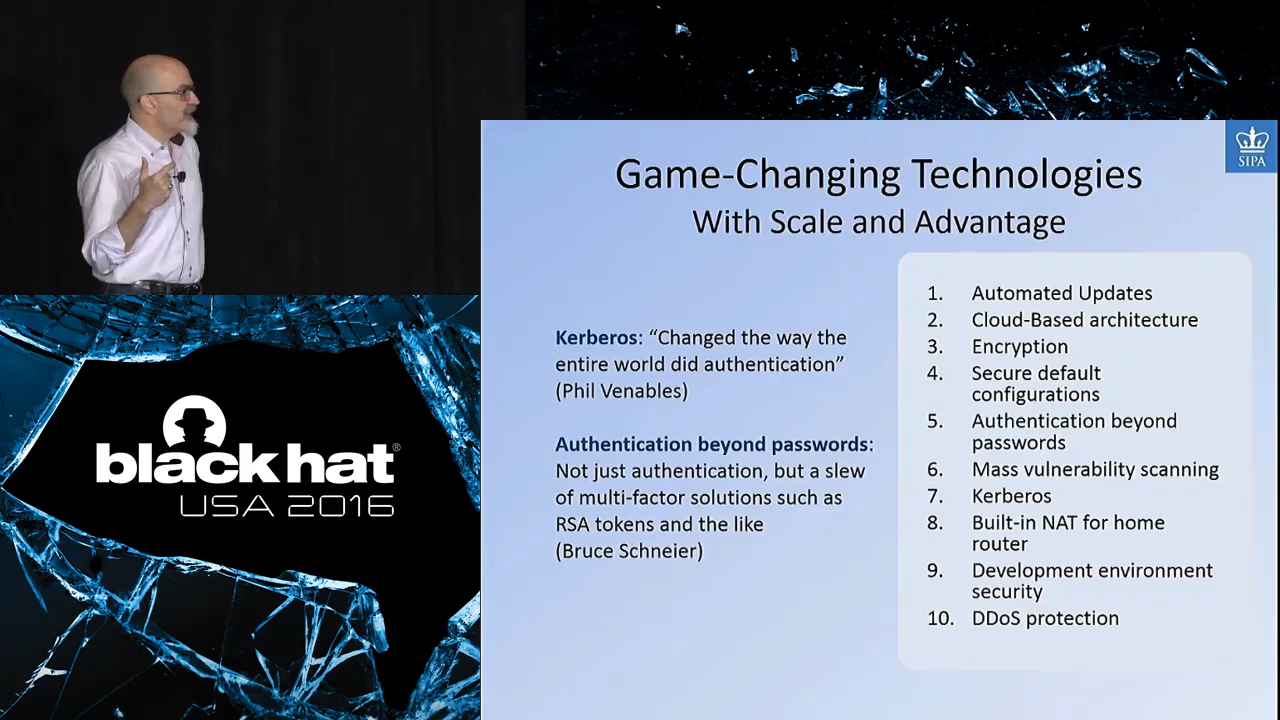 SIPA
Game-Changing Technologies
With Scale and Advantage
Kerberos: “Changed the way the
entire world did authentication”
(Phil Venables)
Authentication beyond passwords:
Not just authentication, but a slew
of multi-factor solutions such as
RSA tokens and the like
(Bruce Schneier)
1. Automated Updates
2. Cloud-Based architecture
3. Encryption
4. Secure default
configurations
5. Authentication beyond
passwords
6. Mass vulnerability scanning
7. Kerberos
8. Built-in NAT for home
router
9. Development environment
security
10. DDoS protection
black hat®
USA 2016